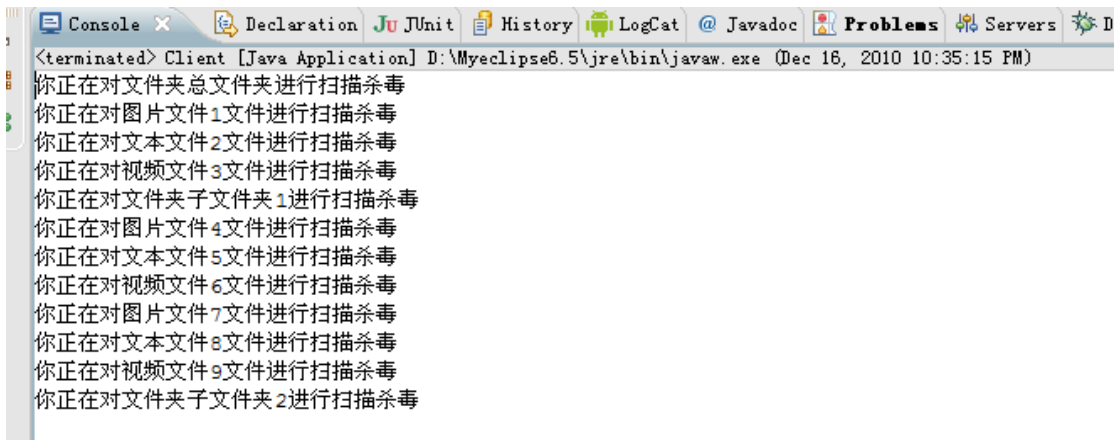 Console Declaration JUnit History LogCat @ Javadoc Problems Servers D
<terminated> Client [Java Application] D:\Myeclipse6.5\jre\bin\javaw.exe (Dec 16, 2010 10:35:15 PM)
你正在对文件夹总文件夹进行扫描杀毒
你正在对图片文件1文件进行扫描杀毒
你正在对文本文件2文件进行扫描杀毒
你正在对视频文件3文件进行扫描杀毒
你正在对文件夹子文件夹1进行扫描杀毒
你正在对图片文件4文件进行扫描杀毒
你正在对文本文件5文件进行扫描杀毒
你正在对视频文件6文件进行扫描杀毒
你正在对图片文件7文件进行扫描杀毒
你正在对文本文件8文件进行扫描杀毒
你正在对视频文件9文件进行扫描杀毒
你正在对文件夹子文件夹2进行扫描杀毒